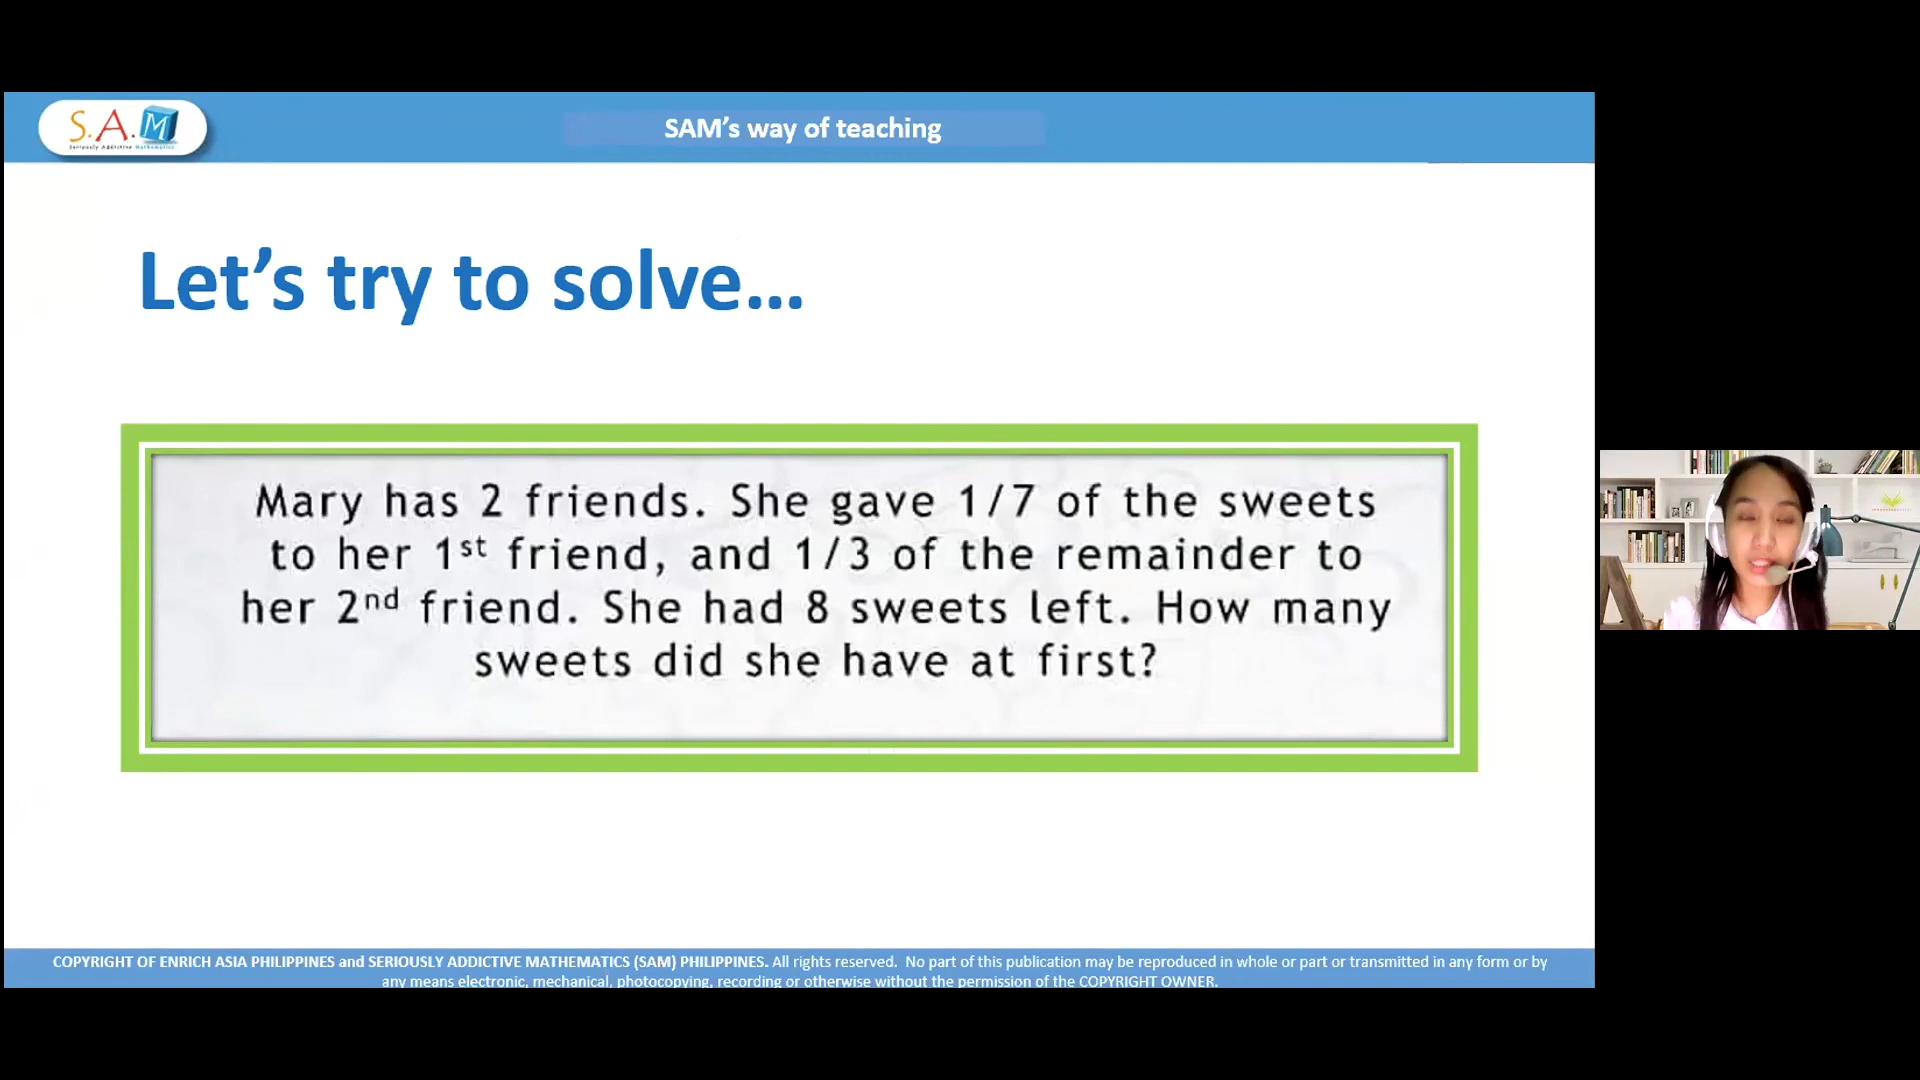 S.A.M
Seriously Addictive Mathematics
SAM's way of teaching
Let's try to solve...
Mary has 2 friends. She gave 1/7 of the sweets
to her 1st friend, and 1/3 of the remainder to
her 2nd friend. She had 8 sweets left. How many
sweets did she have at first?
COPYRIGHT OF ENRICH ASIA PHILIPPINES and SERIOUSLY ADDICTIVE MATHEMATICS (SAM) PHILIPPINES. All rights reserved. No part of this publication may be reproduced in whole or part or transmitted in any form or by
any means electronic, mechanical, photocopying, recording or otherwise without the permission of the COPYRIGHT OWNER.